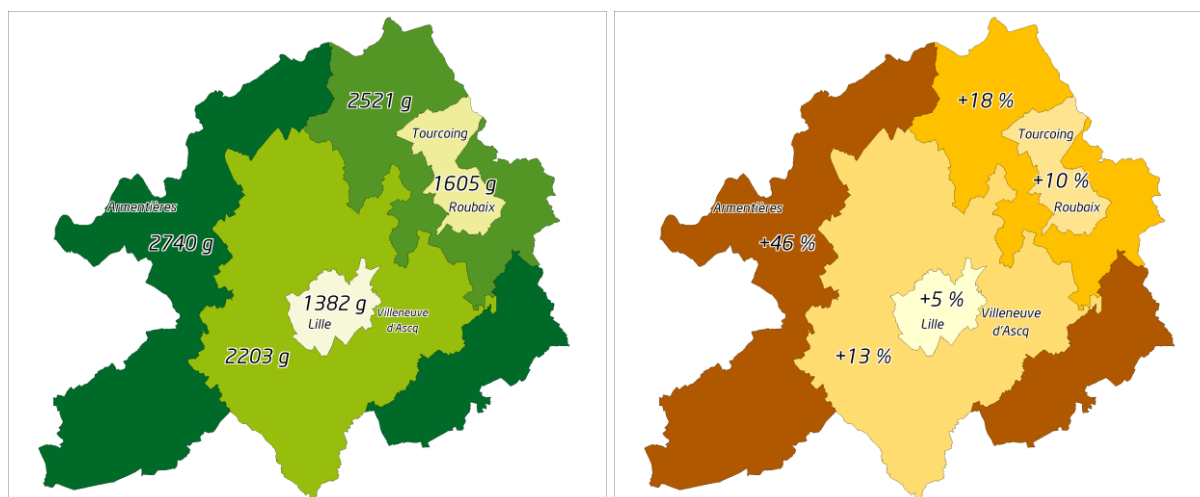 2521 g
Tourcoing
1605 g
Roubaix
Armentières
2740 g
1382 g
Lille
Villeneuve
d'Ascq
2203 g
+18 %
Tourcoing
+10 %
Roubaix
Armentières
+46 %
+5 %
Lille
Villeneuve
d'Ascq
+13 %